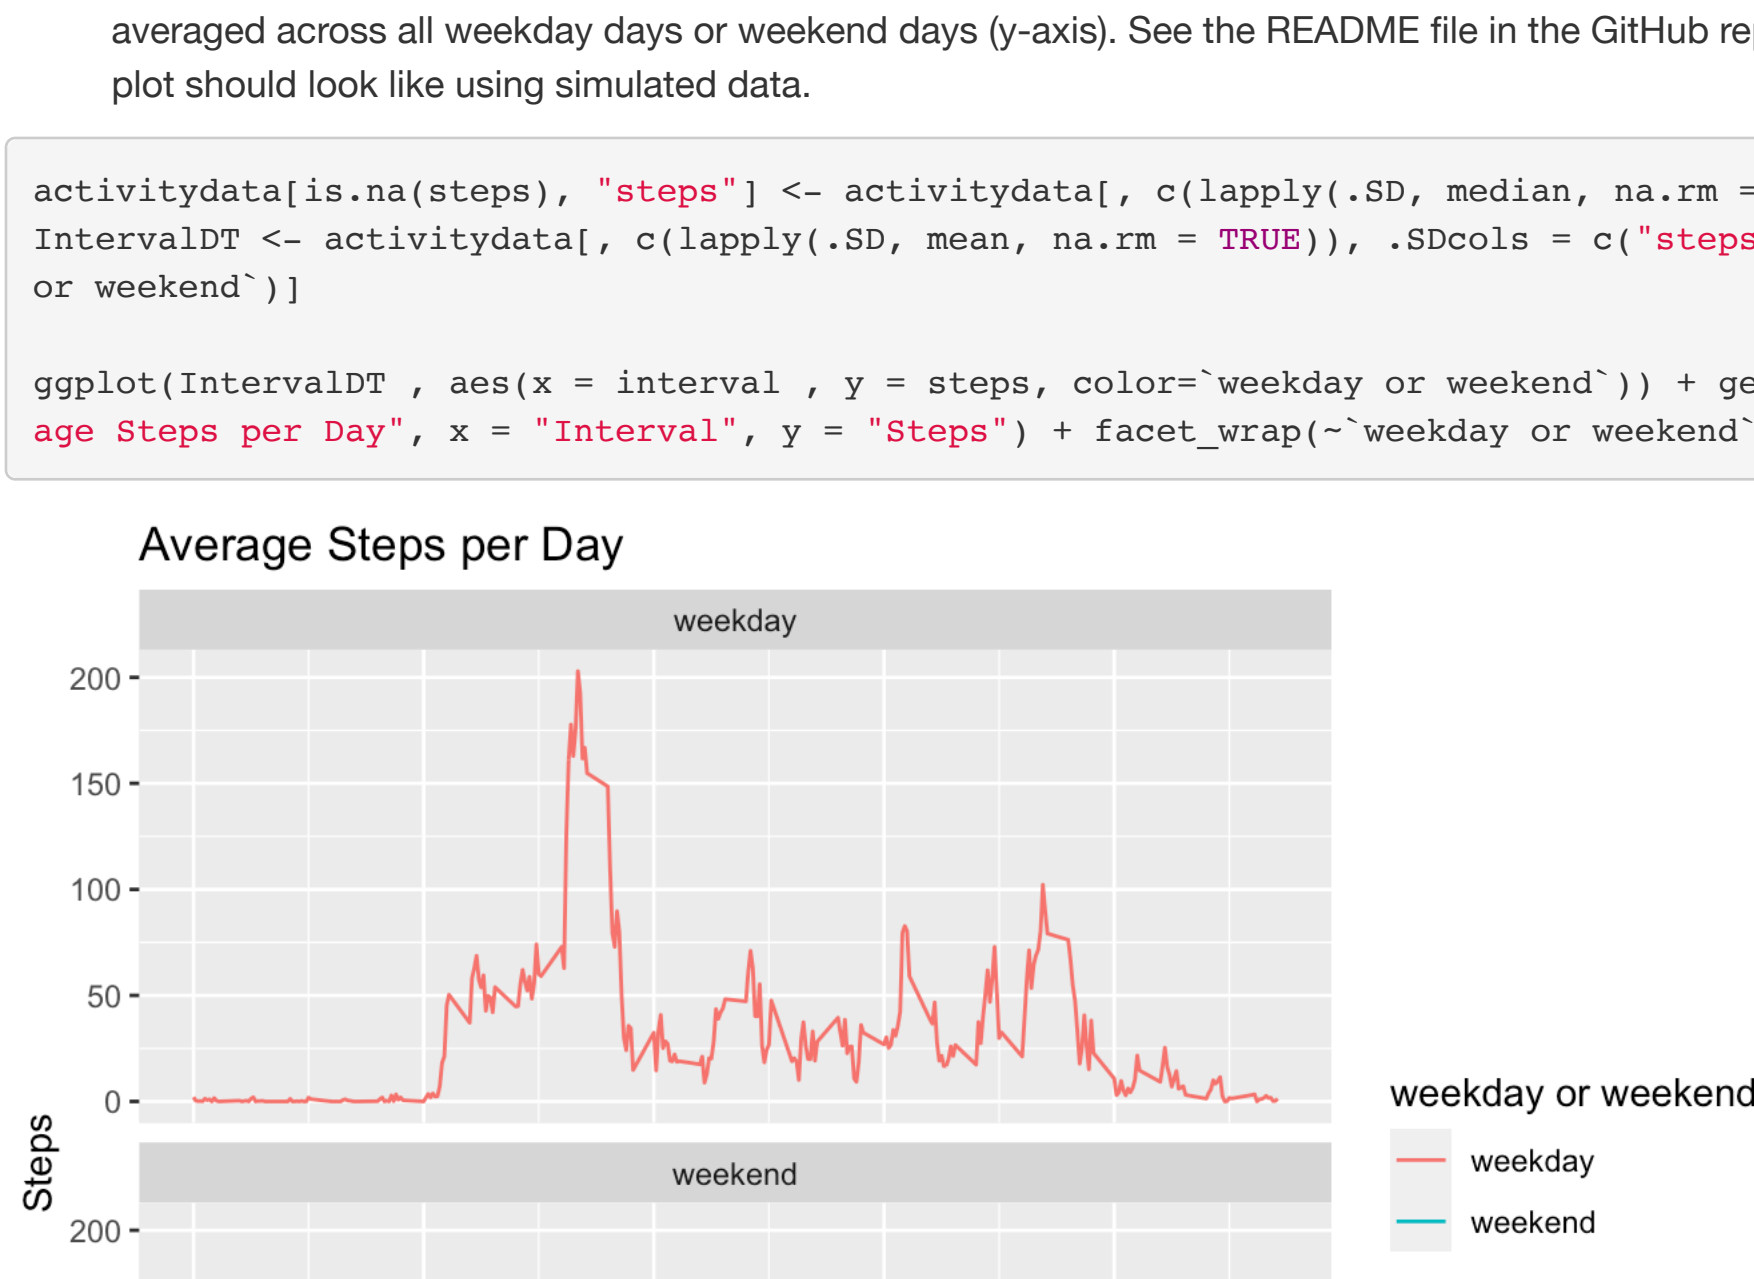 averaged across all weekday days or weekend days (y-axis). See the README file in the GitHub
plot should look like using simulated data.
activitydata[is.na(steps), "steps"] <- activitydata[, c(lapply(.SD, median, na.rm =
IntervalDT <- activitydata[, c(lapply(.SD, mean, na.rm = TRUE)), .SDcols = c("steps
or weekend`)]
ggplot(IntervalDT , aes(x = interval , y = steps, color=`weekday or weekend`)) + ge
age Steps per Day", x = "Interval", y = "Steps") + facet_wrap(~`weekday or weekend`
Average Steps per Day
weekday
200
150
100
50
0
Steps
weekend
200
weekday or weekend
weekday
weekend